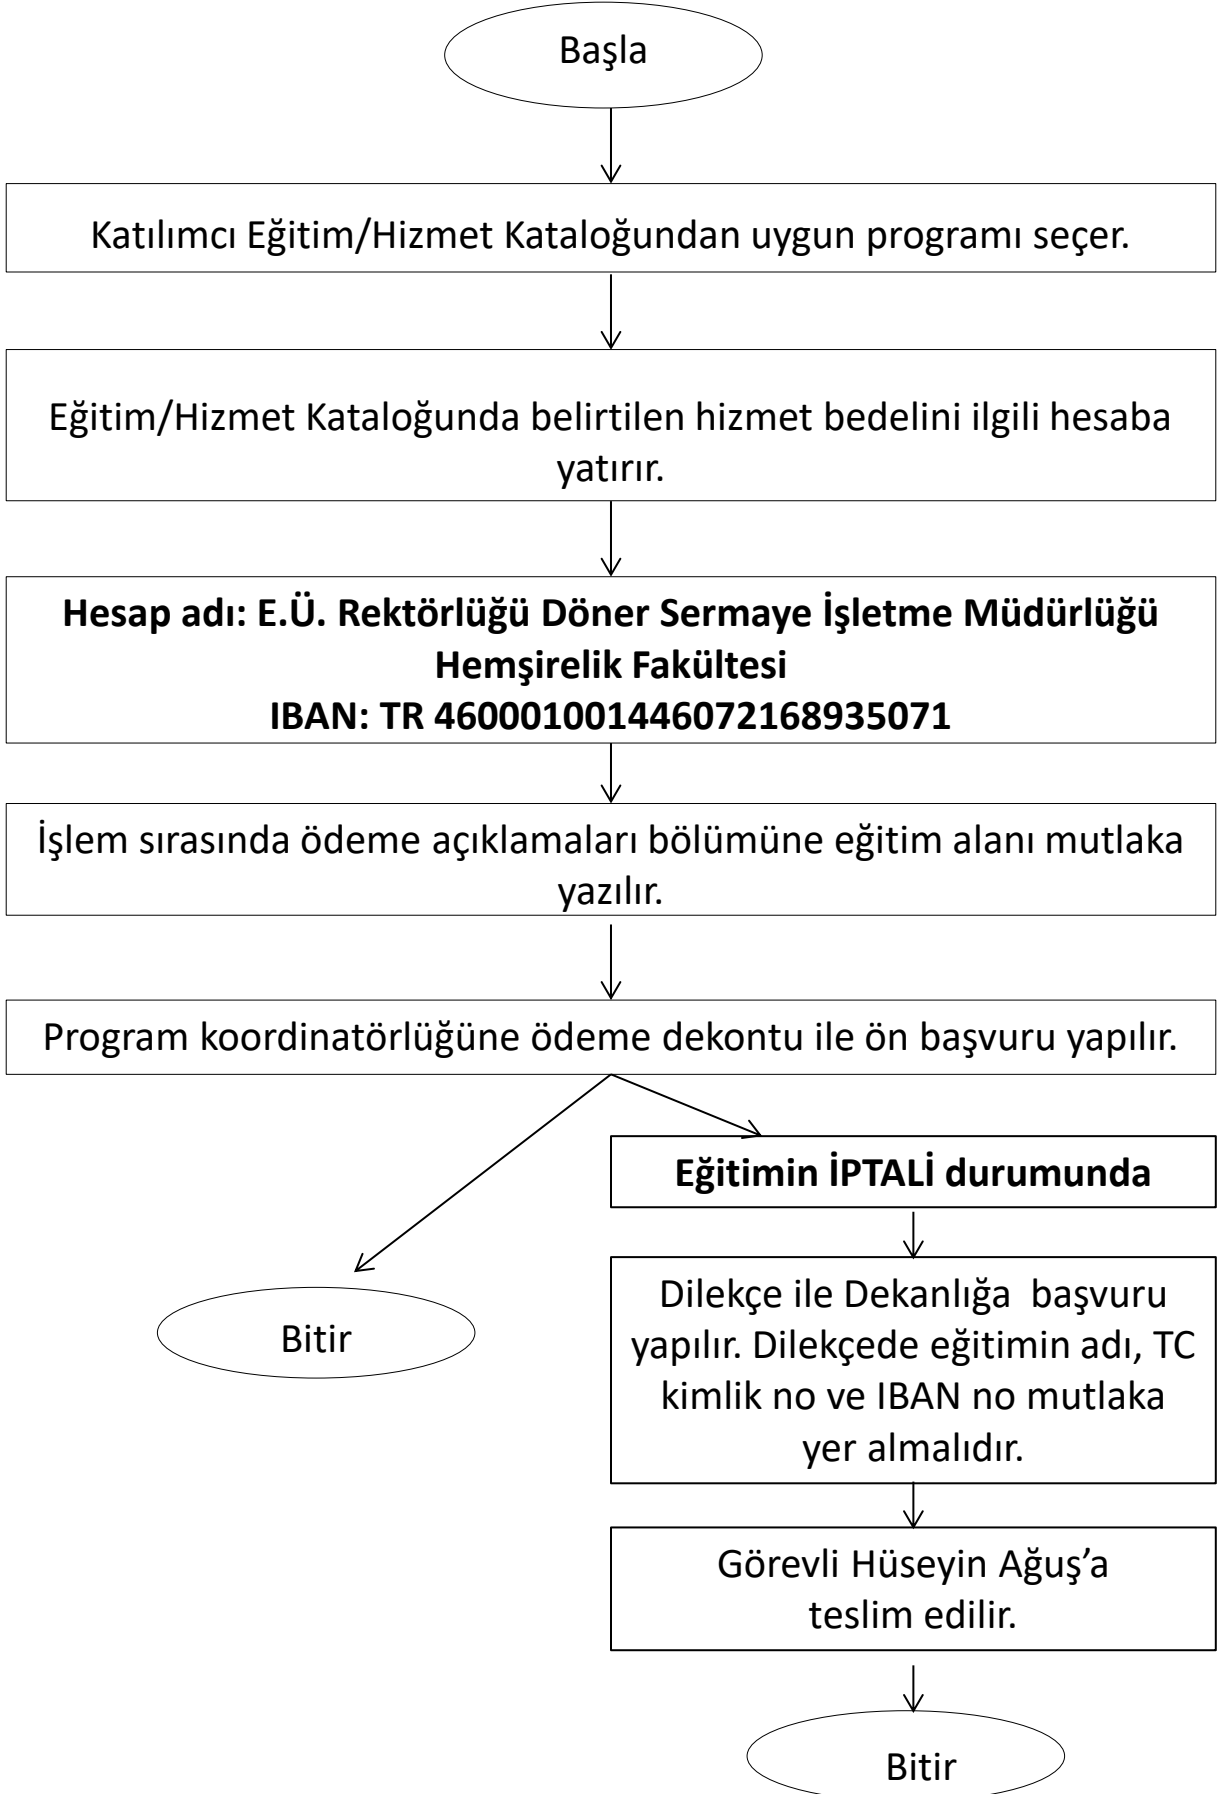 Başla
Katılımcı Eğitim/Hizmet Kataloğundan uygun programı seçer.
Eğitim/Hizmet Kataloğunda belirtilen hizmet bedelini ilgili hesaba
yatırır.
Hesap adı: E.Ü. Rektörlüğü Döner Sermaye İşletme Müdürlüğü
Hemşirelik Fakültesi
IBAN: TR 460001001446072168935071
İşlem sırasında ödeme açıklamaları bölümüne eğitim alanı mutlaka
yazılır.
Program koordinatörlüğüne ödeme dekontu ile ön başvuru yapılır.
Eğitimin İPTALİ durumunda
Dilekçe ile Dekanlığa başvuru
yapılır. Dilekçede eğitimin adı, TC
kimlik no ve IBAN no mutlaka
yer almalıdır.
Bitir
Görevli Hüseyin Ağuş’a
teslim edilir.
Bitir